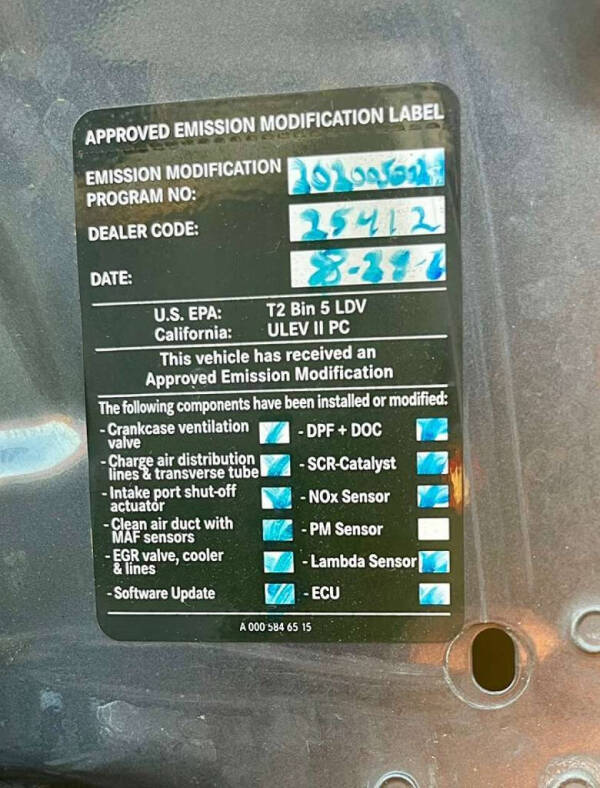 APPROVED EMISSION MODIFICATION LABEL
EMISSION MODIFICATION
PROGRAM NO:
DEALER CODE: 25412
DATE:
U.S. EPA: T2 Bin 5 LDV
California: ULEV II PC
This vehicle has received an
Approved Emission Modification
The following components have been installed or modified:
- Crankcase ventilation valve
- DPF + DOC
- Charge air distribution lines & transverse tube
- SCR-Catalyst
- Intake port shut-off actuator
- NOx Sensor
- Clean air duct with MAF sensors
- PM Sensor
- EGR valve, cooler & lines
- Lambda Sensor
- Software Update
- ECU
A 000 584 65 15